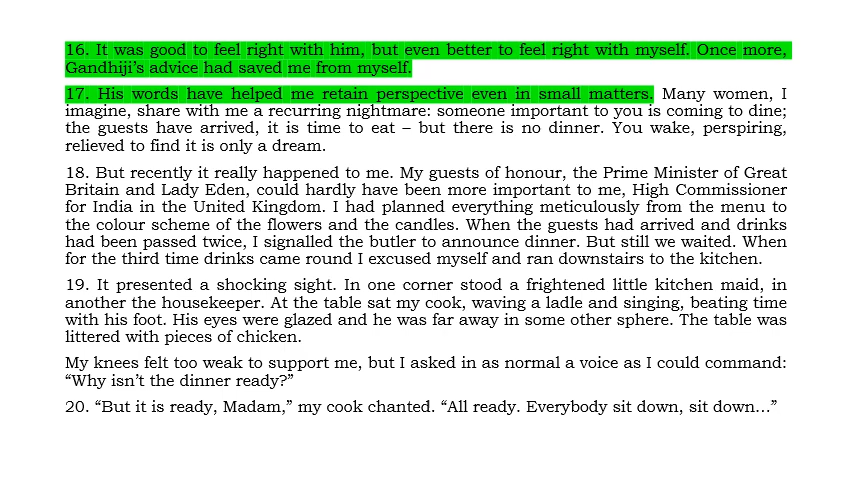 16. It was good to feel right with him, but even better to feel right with myself. Once more,
Gandhiji’s advice had saved me from myself.
17. His words have helped me retain perspective even in small matters. Many women, I
imagine, share with me a recurring nightmare: someone important to you is coming to dine;
the guests have arrived, it is time to eat – but there is no dinner. You wake, perspiring,
relieved to find it is only a dream.
18. But recently it really happened to me. My guests of honour, the Prime Minister of Great
Britain and Lady Eden, could hardly have been more important to me, High Commissioner
for India in the United Kingdom. I had planned everything meticulously from the menu to
the colour scheme of the flowers and the candles. When the guests had arrived and drinks
had been passed twice, I signalled the butler to announce dinner. But still we waited. When
for the third time drinks came round I excused myself and ran downstairs to the kitchen.
19. It presented a shocking sight. In one corner stood a frightened little kitchen maid, in
another the housekeeper. At the table sat my cook, waving a ladle and singing, beating time
with his foot. His eyes were glazed and he was far away in some other sphere. The table was
littered with pieces of chicken.
My knees felt too weak to support me, but I asked in as normal a voice as I could command:
“Why isn’t the dinner ready?”
20. “But it is ready, Madam,” my cook chanted. “All ready. Everybody sit down, sit down…”